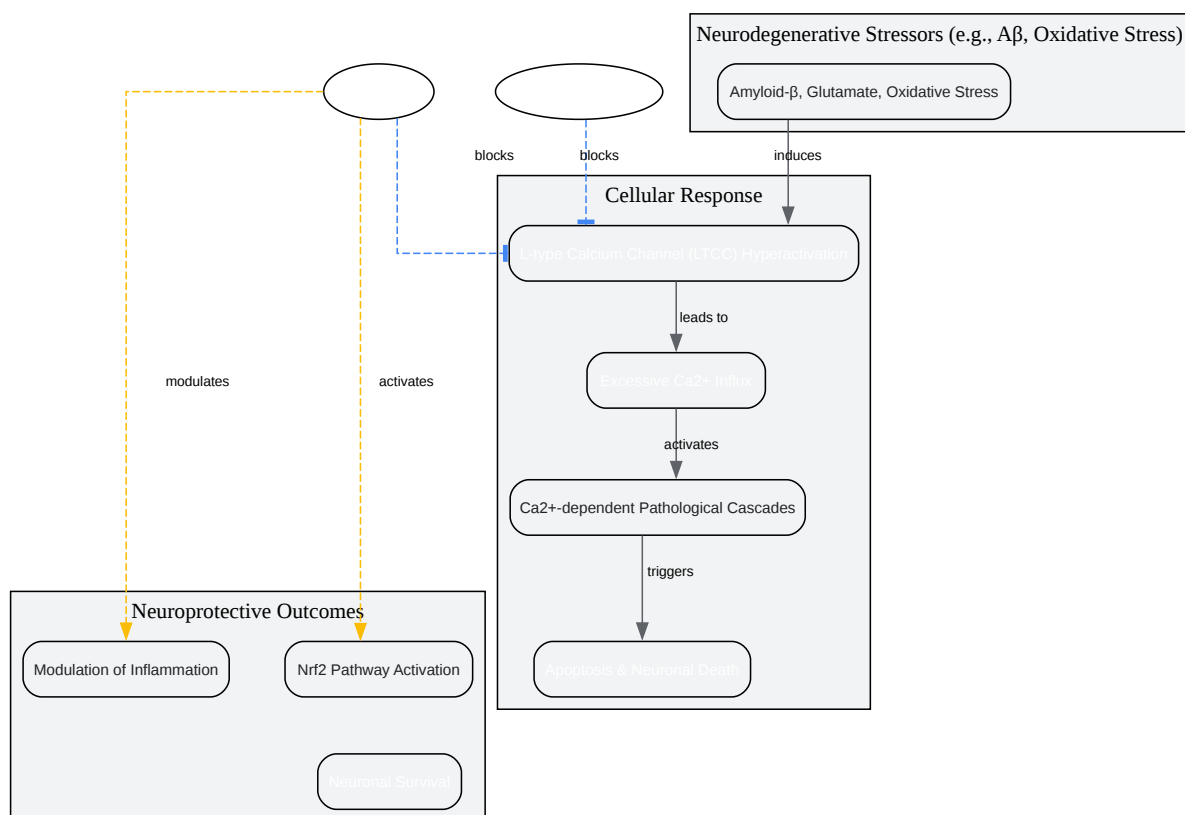 Neurodegenerative Stressors (e.g., Aβ, Oxidative Stress)
Amyloid-β, Glutamate, Oxidative Stress
blocks
blocks
induces
Cellular Response
L-type Calcium Channel (LTCC) Hyperactivation
leads to
Excessive Ca2+ Influx
modulates
activates
activates
Ca2+-dependent Pathological Cascades
triggers
Neuroprotective Outcomes
Modulation of Inflammation
Nrf2 Pathway Activation
Apoptosis & Neuronal Death
Neuronal Survival